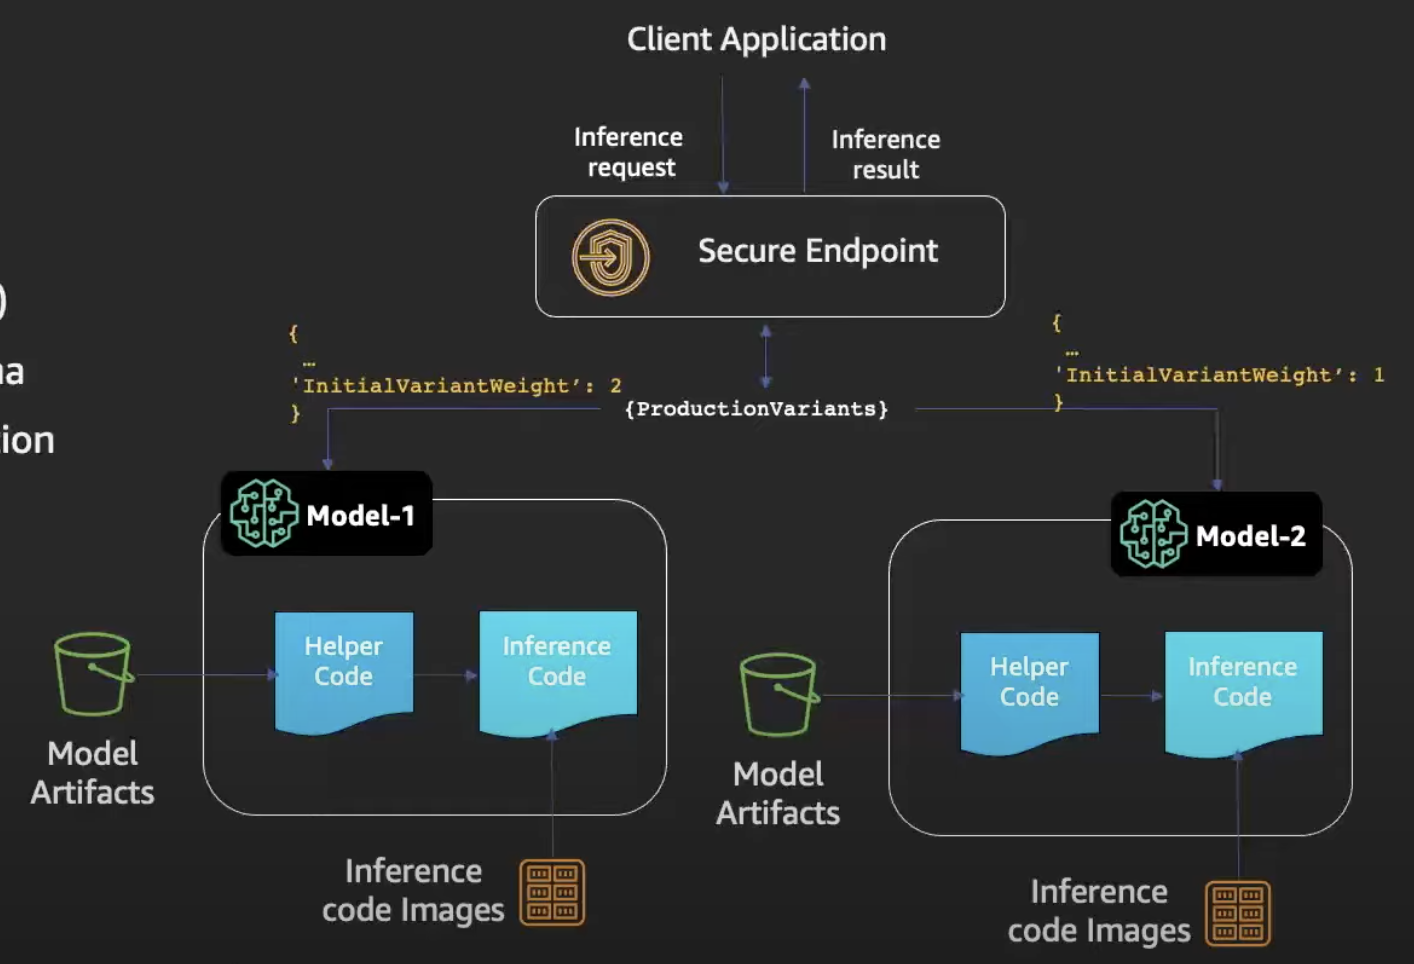 Client Application
Inference
request
Inference
result
)
Secure Endpoint
{
…
'InitialVariantWeight’: 2
}
{
…
'InitialVariantWeight’: 1
}
{ProductionVariants}
Model-1
Model-2
Helper
Code
Inference
Code
Model
Artifacts
Inference
code Images
Helper
Code
Inference
Code
Model
Artifacts
Inference
code Images